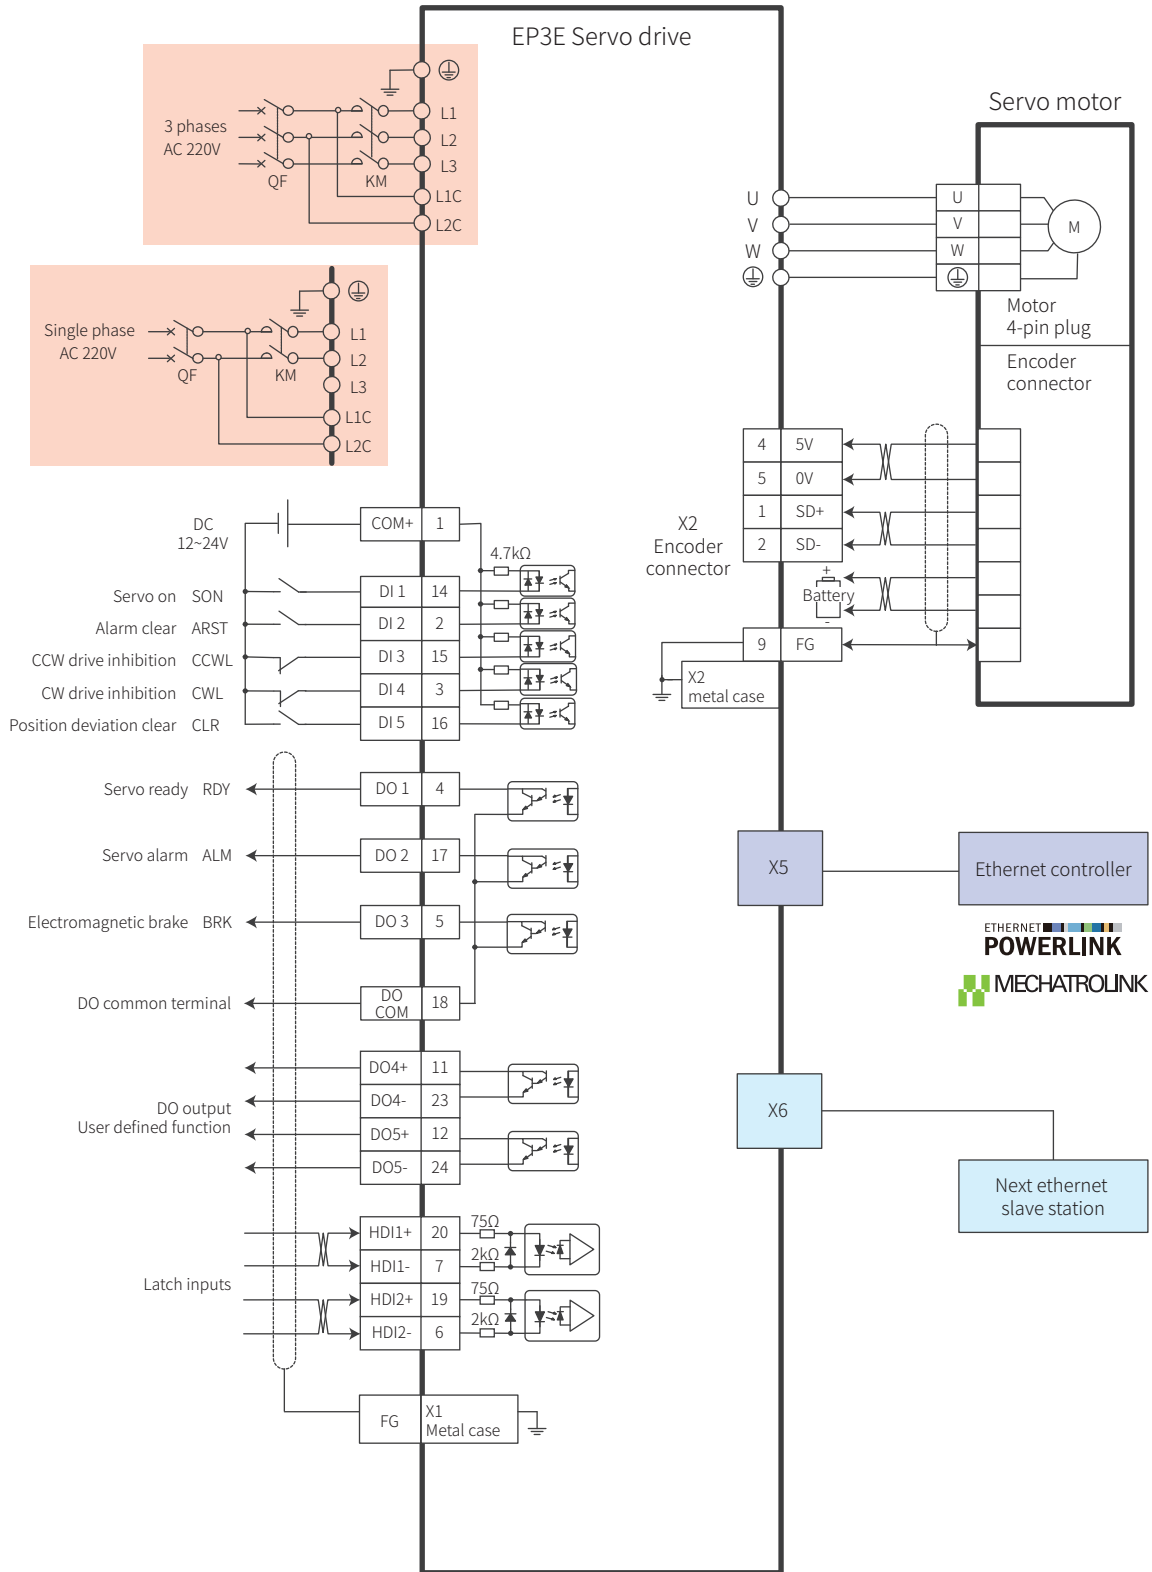 EP3E Servo drive
3 phases
AC 220V
QF
KM
L1
L2
L3
L1C
L2C
Single phase
AC 220V
QF
KM
L1
L2
L3
L1C
L2C
Servo motor
U
V
W
U
V
W
M
Motor
4-pin plug
Encoder
connector
X2
Encoder
connector
4 5V
5 0V
1 SD+
2 SD-
+
Battery
-
9 FG
X2
metal case
DC
12~24V
COM+ 1
4.7kΩ
Servo on SON DI 1 14
Alarm clear ARST DI 2 2
CCW drive inhibition CCWL DI 3 15
CW drive inhibition CWL DI 4 3
Position deviation clear CLR DI 5 16
Servo ready RDY DO 1 4
Servo alarm ALM DO 2 17
Electromagnetic brake BRK DO 3 5
DO common terminal DO COM 18
DO output
User defined function
DO4+ 11
DO4- 23
DO5+ 12
DO5- 24
Latch inputs
HDI1+ 20 75Ω
HDI1- 7 2kΩ
HDI2+ 19 75Ω
HDI2- 6 2kΩ
FG X1
Metal case
X5
Ethernet controller
ETHERNET
POWERLINK
MECHATROLINK
X6
Next ethernet
slave station